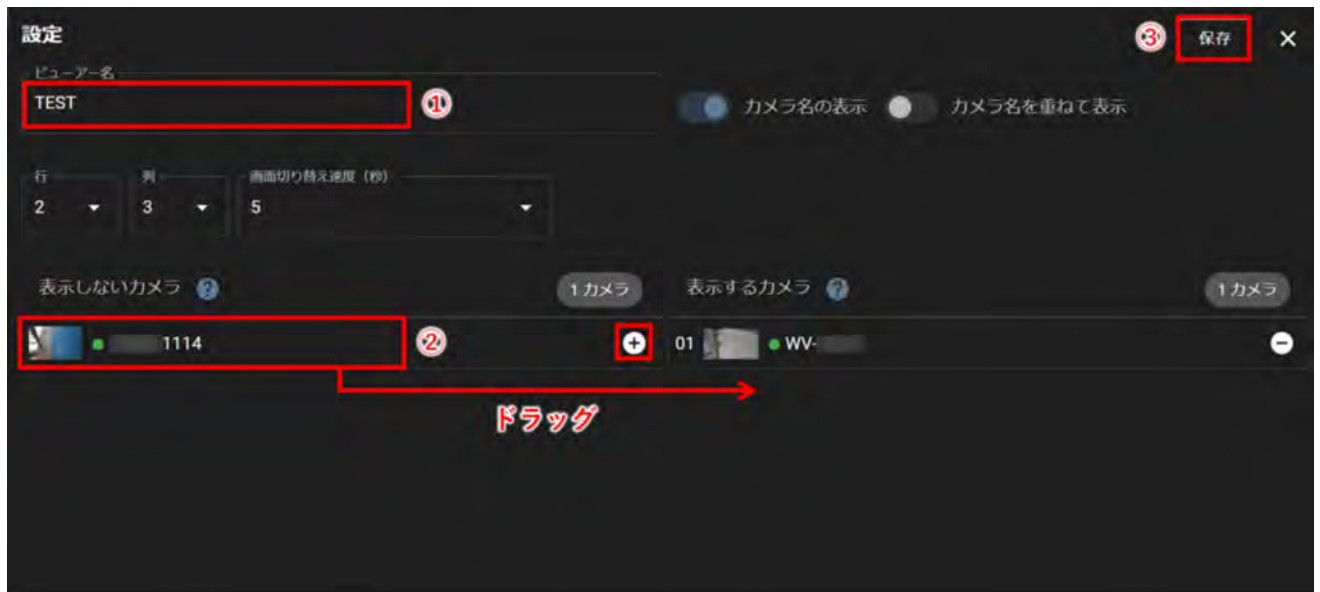 設定
③ 保存 ×
ビューアー名
TEST ①
カメラ名の表示 カメラ名を重ねて表示
行 列 画面切り替え速度（秒）
2 3 5
表示しないカメラ ? 1 カメラ 表示するカメラ ? 1 カメラ
1114 ② 01 WV-
ドラッグ